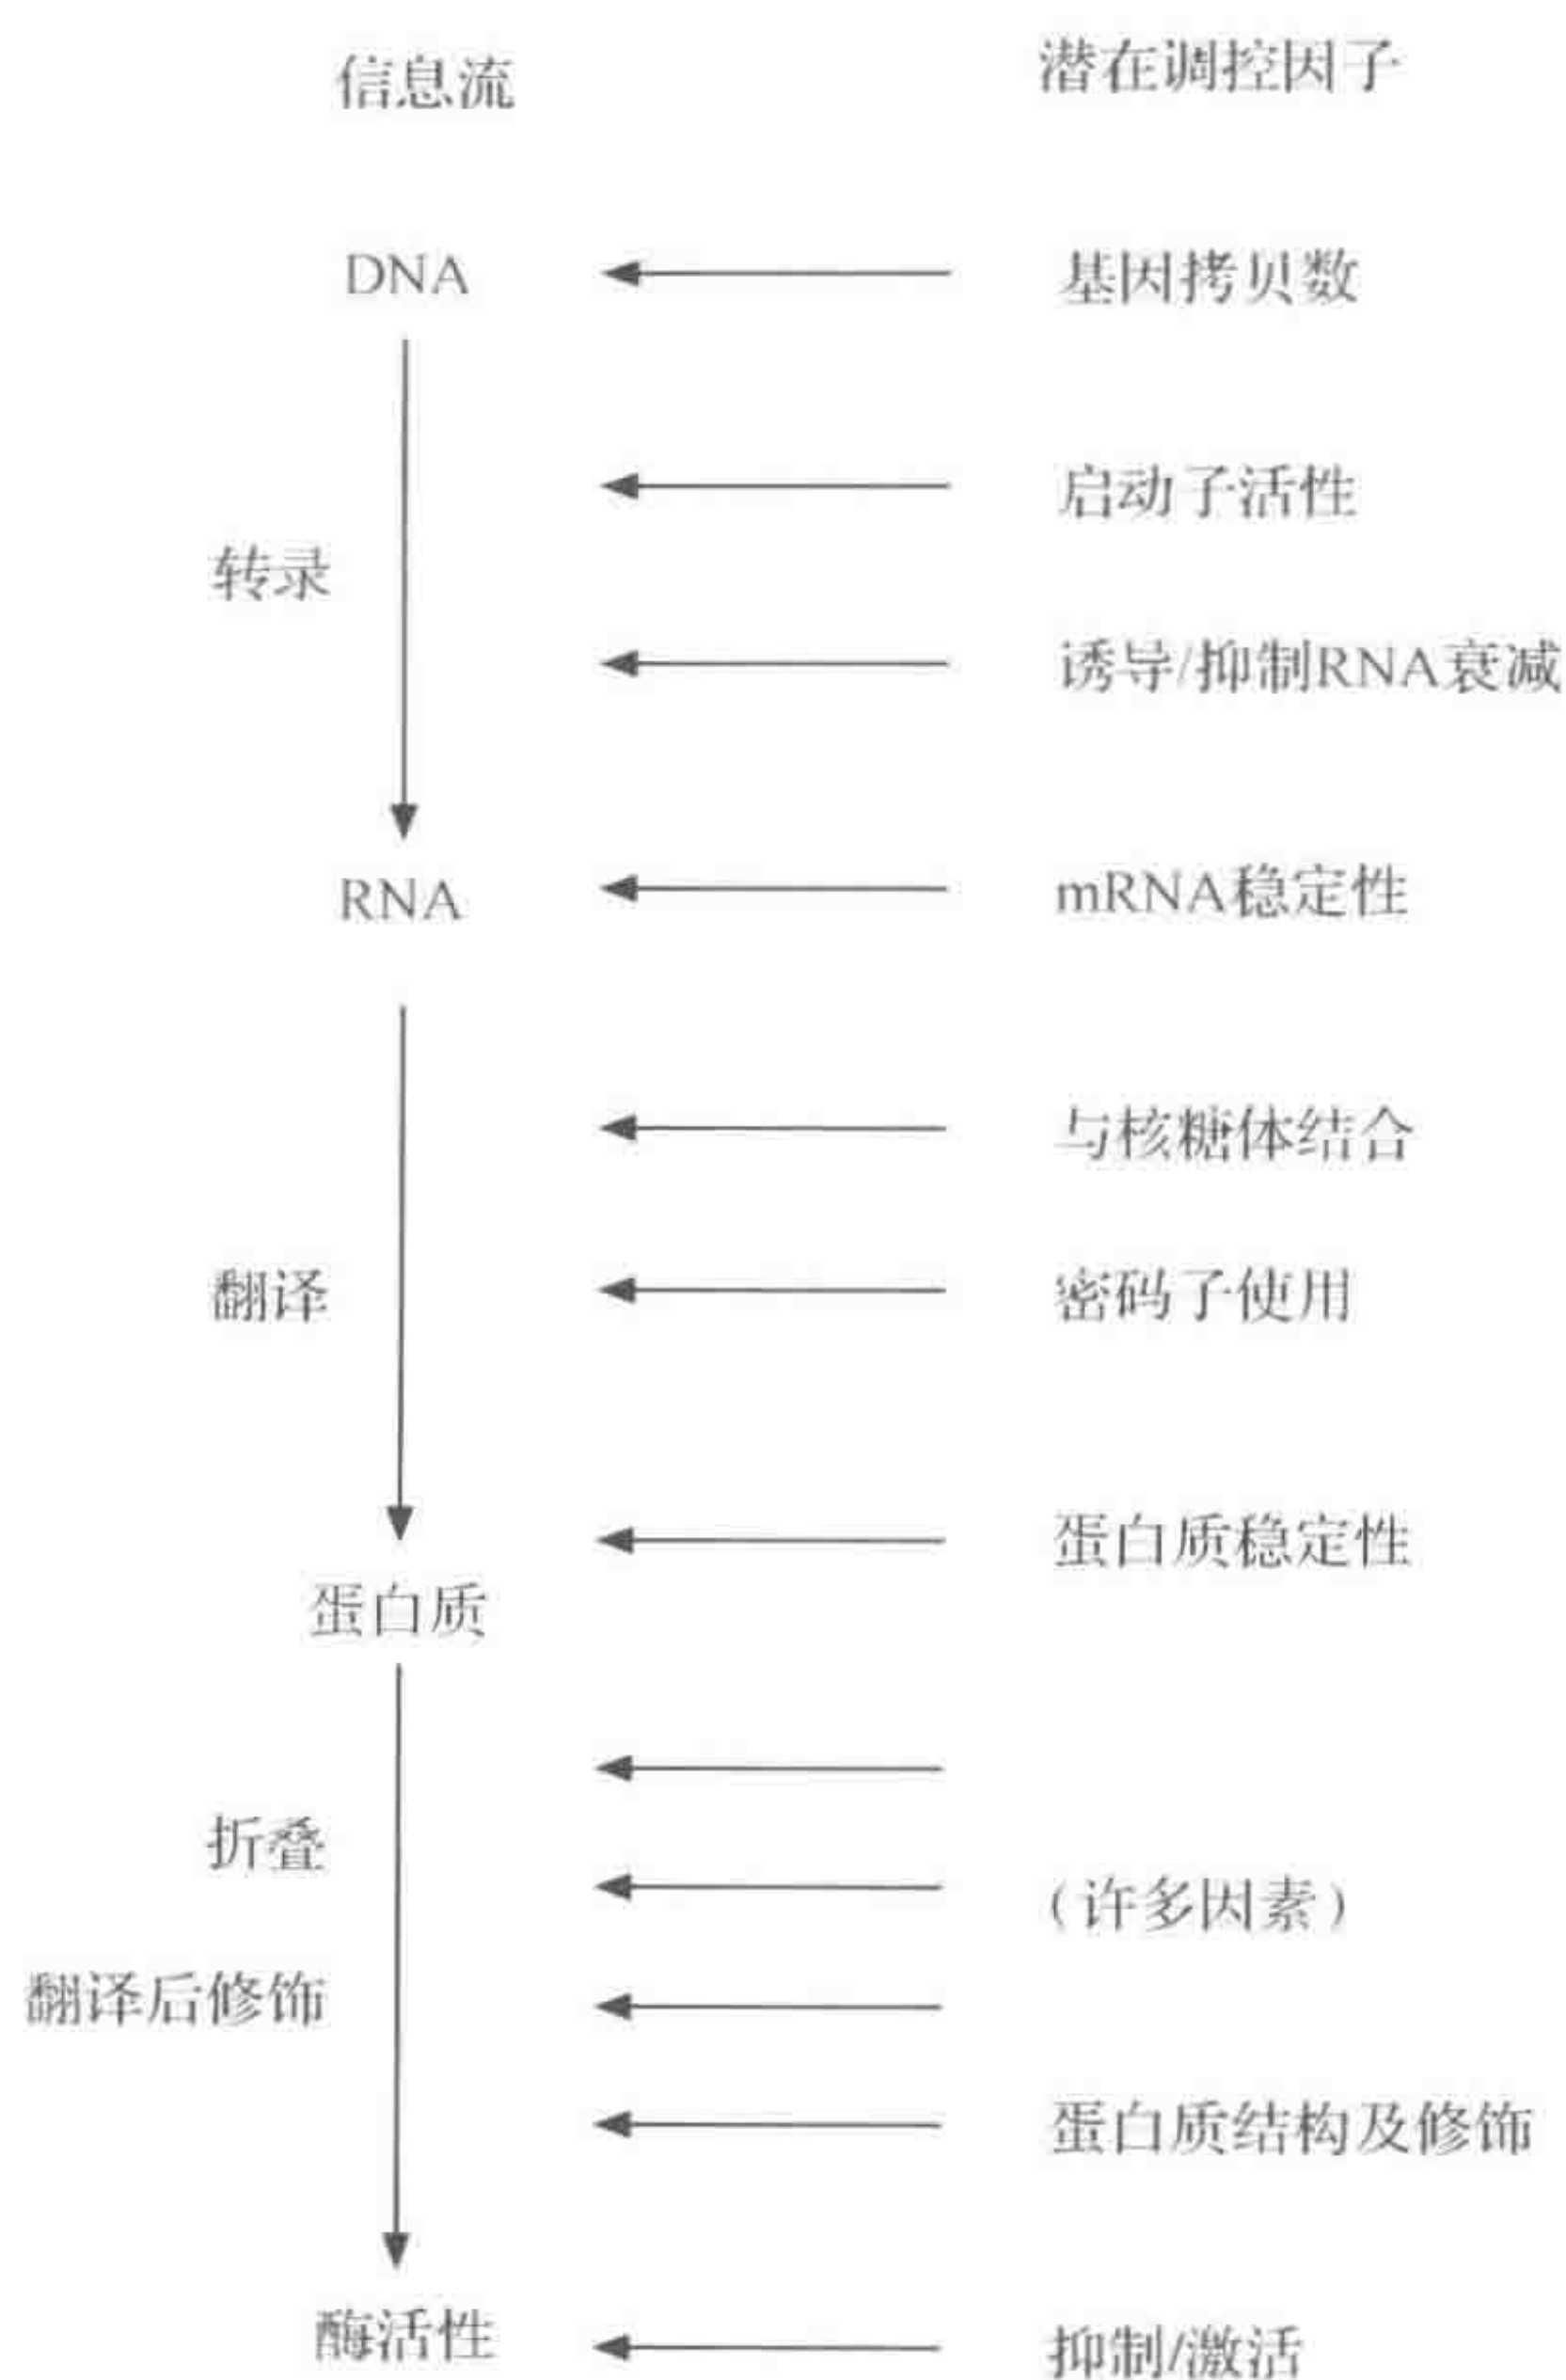 信息流
潜在调控因子
DNA
基因拷贝数
启动子活性
转录
诱导/抑制RNA衰减
RNA
mRNA稳定性
与核糖体结合
翻译
密码子使用
蛋白质稳定性
蛋白质
折叠
(许多因素)
翻译后修饰
蛋白质结构及修饰
酶活性
抑制/激活